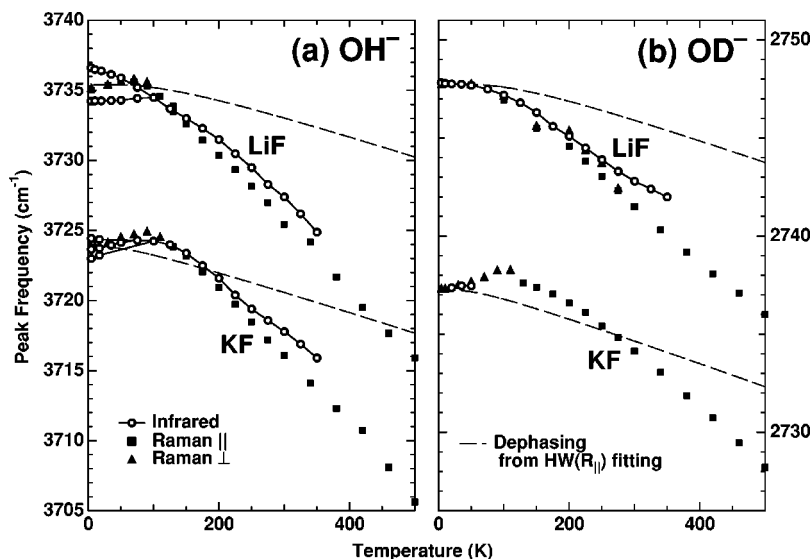 (a) OH⁻
(b) OD⁻
3740
3735
3730
3725
3720
3715
3710
3705
2750
2740
2730
Peak Frequency (cm⁻¹)
LiF
KF
LiF
KF
Infrared
Raman ||
Raman ⊥
Dephasing
from HW(R||) fitting
0 200 400
0 200 400
Temperature (K)